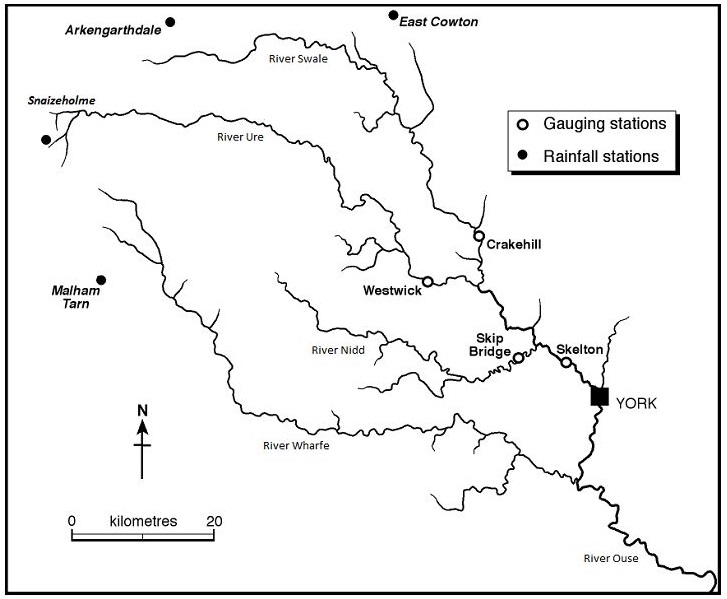 East Cowton
Arkengarthdale
River Swale
Snaizeholme
River Ure
Gauging stations
Rainfall stations
Crakehill
Westwick
Malham
Tarn
Skip
Bridge
Skelton
River Nidd
YORK
N
River Wharfe
0 kilometres 20
River Ouse